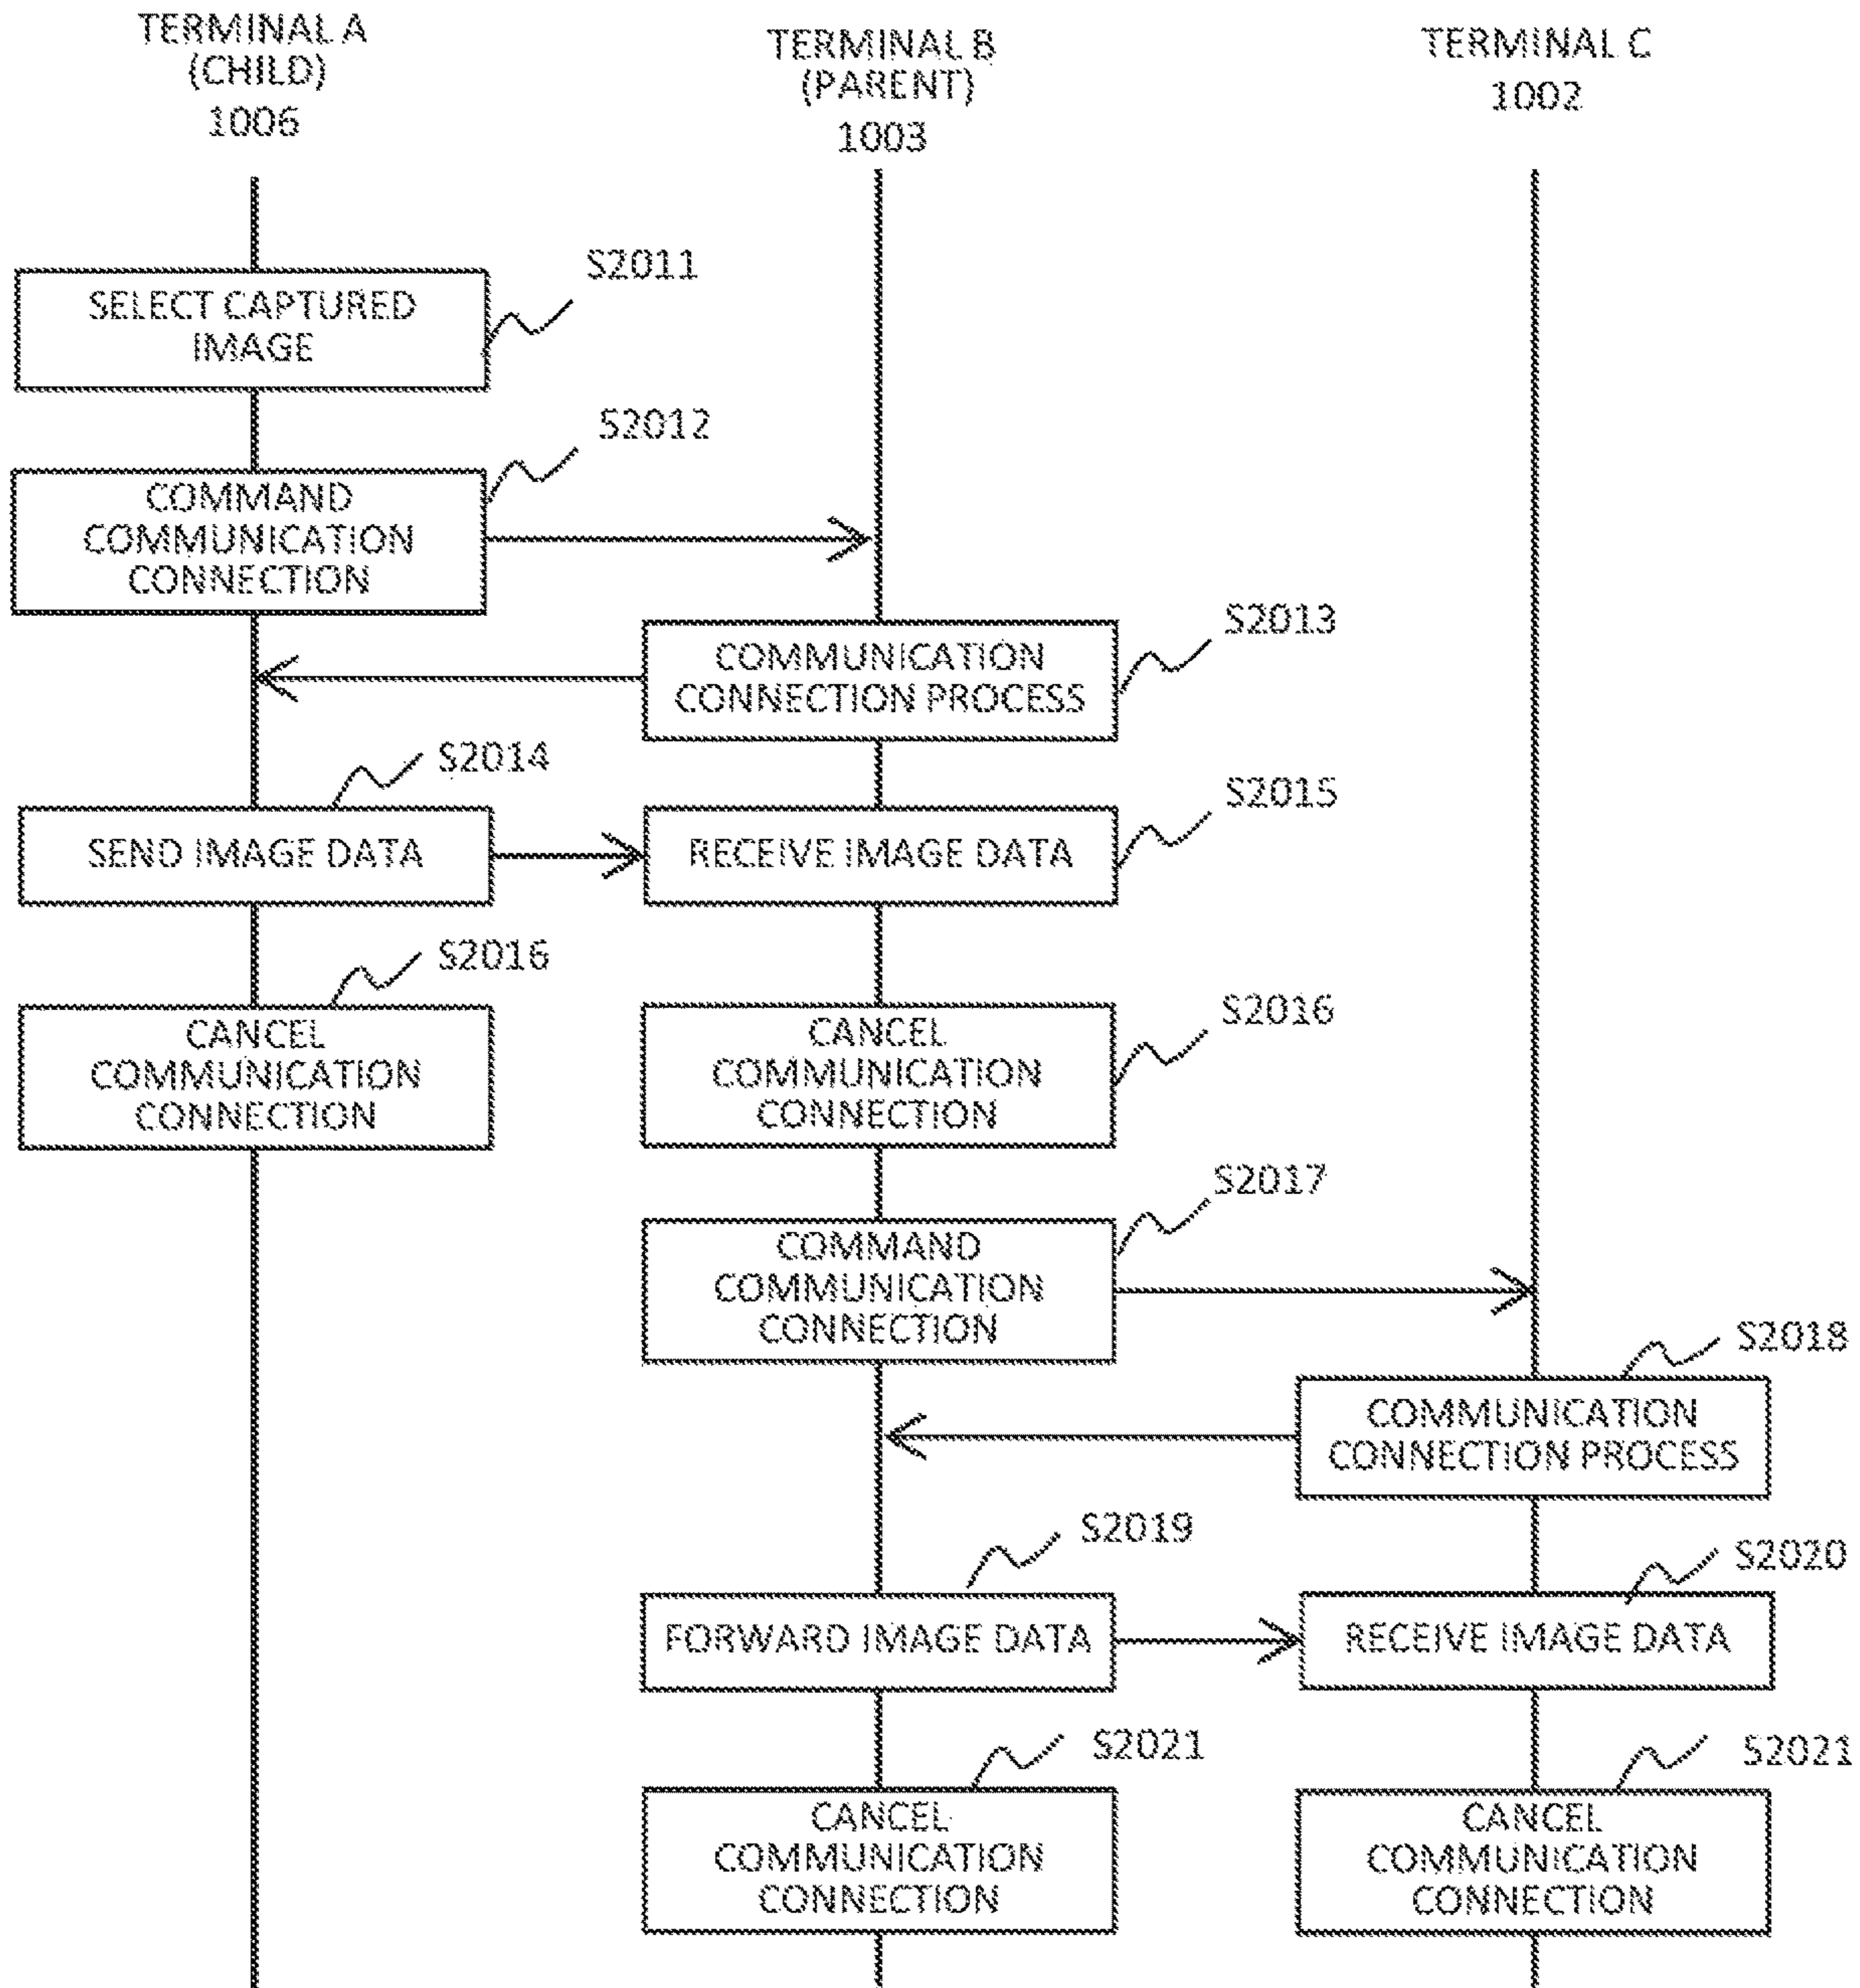 TERMINAL A
(CHILD)
1006
TERMINAL B
(PARENT)
1003
TERMINAL C
1002
S2011
SELECT CAPTURED
IMAGE
S2012
COMMAND
COMMUNICATION
CONNECTION
S2013
COMMUNICATION
CONNECTION PROCESS
S2014
SEND IMAGE DATA
S2015
RECEIVE IMAGE DATA
S2016
CANCEL
COMMUNICATION
CONNECTION
S2016
CANCEL
COMMUNICATION
CONNECTION
S2017
COMMAND
COMMUNICATION
CONNECTION
S2018
COMMUNICATION
CONNECTION PROCESS
S2019
FORWARD IMAGE DATA
S2020
RECEIVE IMAGE DATA
S2021
CANCEL
COMMUNICATION
CONNECTION
S2021
CANCEL
COMMUNICATION
CONNECTION